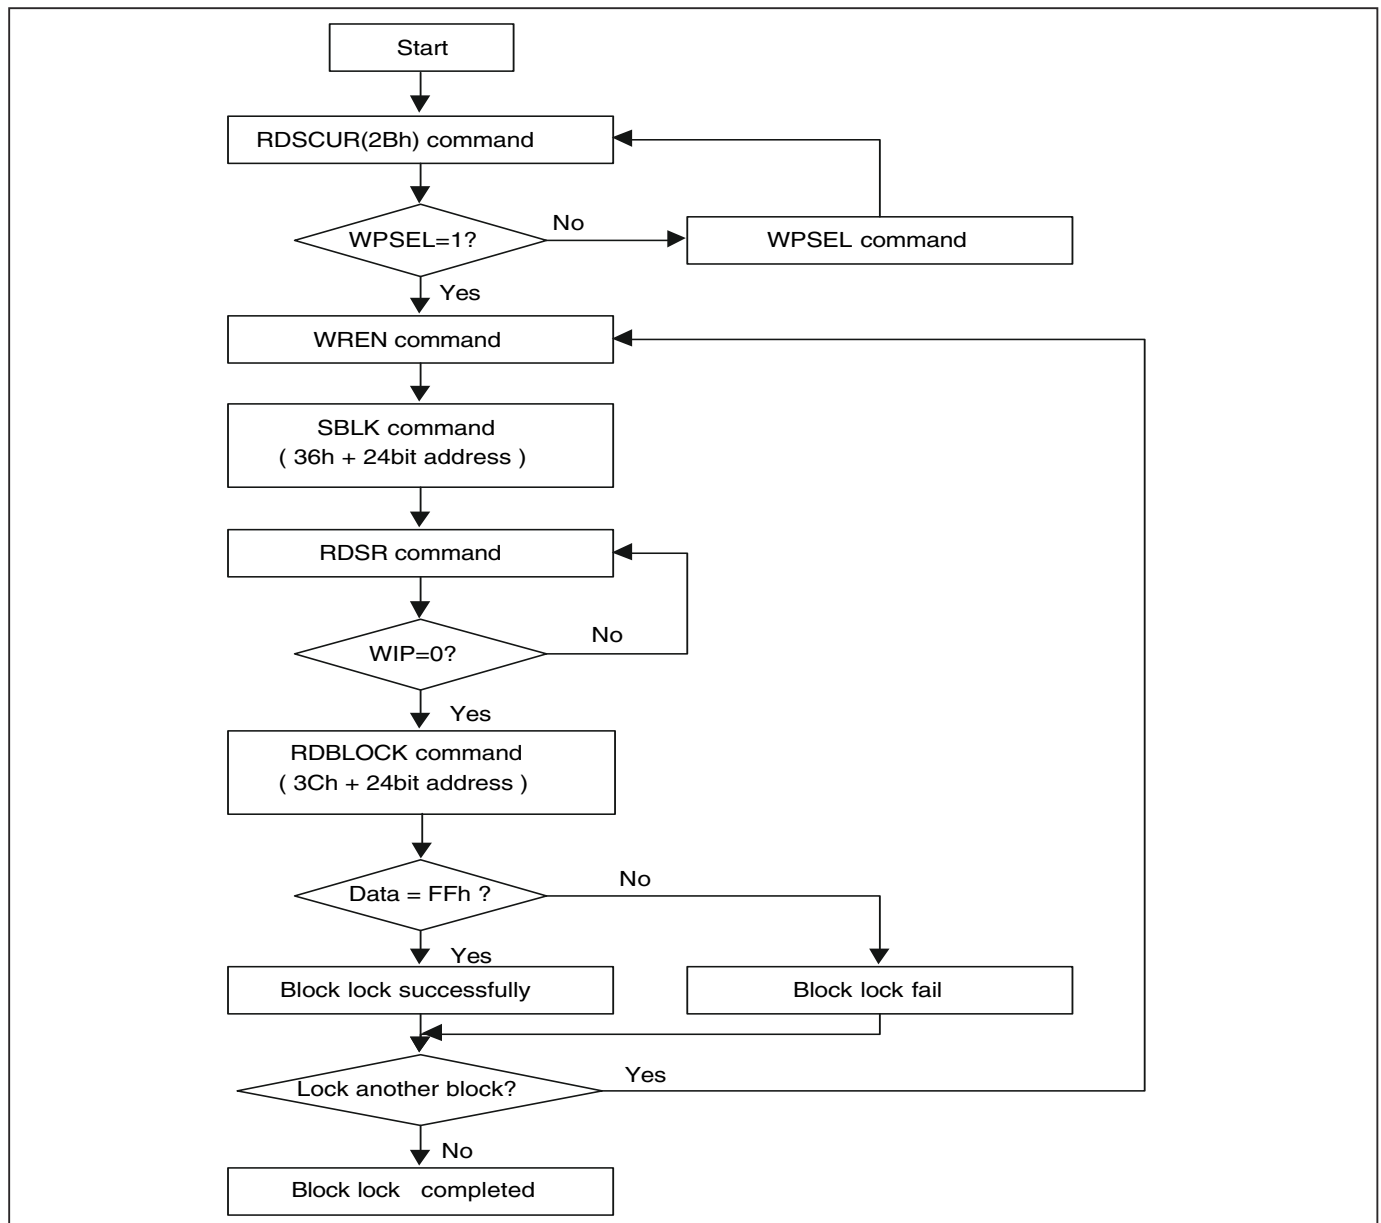 Start
RDSCUR(2Bh) command
WPSEL=1?
No
WPSEL command
Yes
WREN command
SBLK command
( 36h + 24bit address )
RDSR command
WIP=0?
No
Yes
RDBLOCK command
( 3Ch + 24bit address )
Data = FFh ?
No
Yes
Block lock successfully
Block lock fail
Lock another block?
Yes
No
Block lock completed